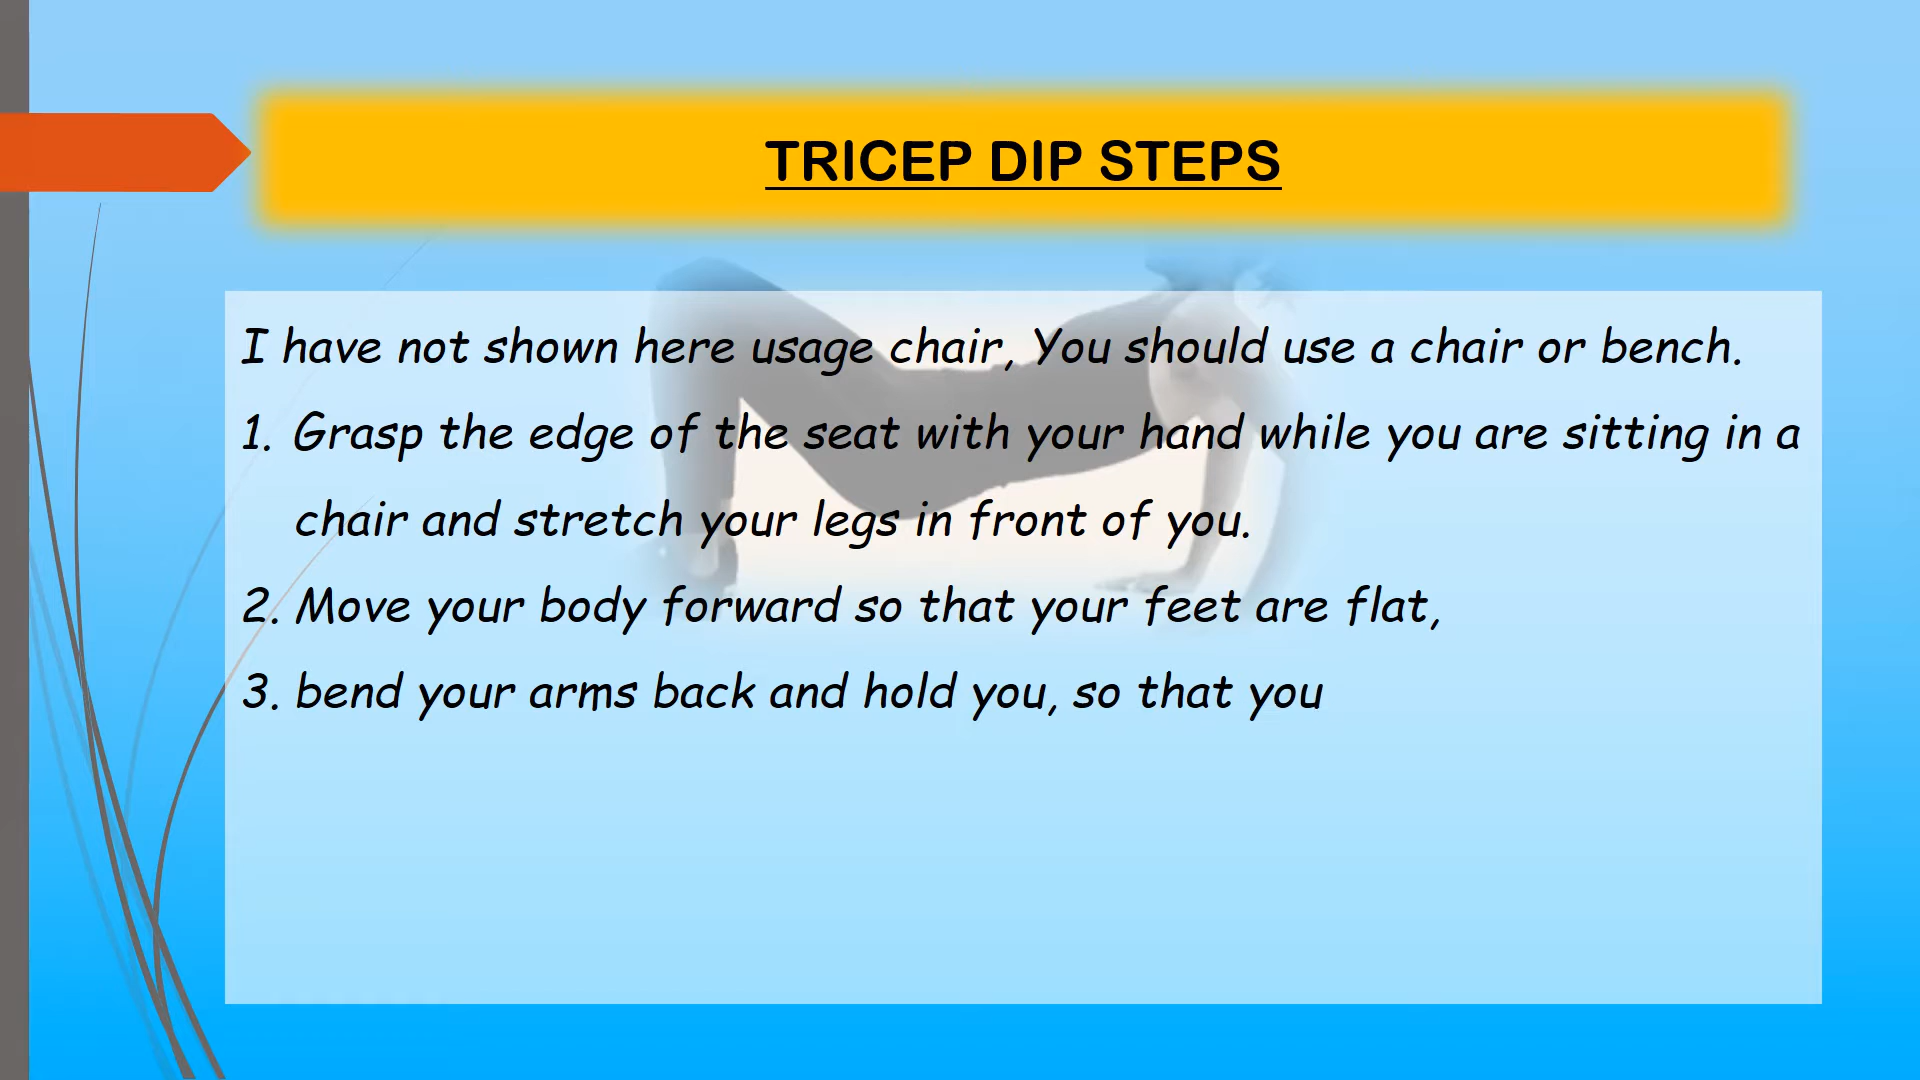 TRICEP DIP STEPS
I have not shown here usage chair, You should use a chair or bench.
1. Grasp the edge of the seat with your hand while you are sitting in a
chair and stretch your legs in front of you.
2. Move your body forward so that your feet are flat,
3. bend your arms back and hold you, so that you